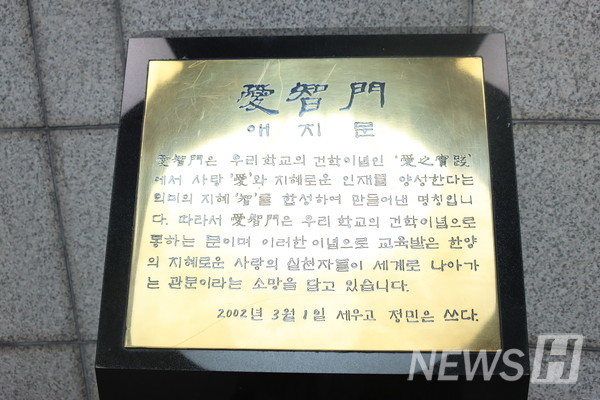 愛智門
애지문
愛智門은 우리학교의 건학이념인 '愛之實踐'
에서 사랑 '愛'와 지혜로운 인재를 양성한다는
의미의 지혜 '智'를 합성하여 만들어낸 명칭입니
다. 따라서 愛智門은 우리 학교의 건학이념으로
통하는 문이며 이러한 이념으로 교육받은 한양
의 지혜로운 사랑의 실현자들이 세계로 나아가
는 관문이라는 소망을 담고 있습니다.
2002년 3월 1일 세우고 정민은 쓰다.
NEWS H